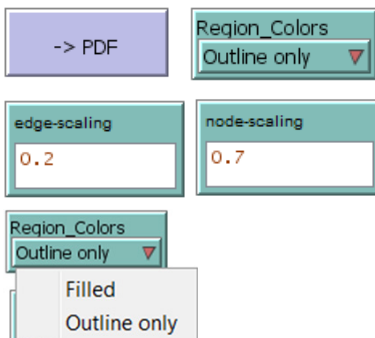 -> PDF
Region_Colors
Outline only
edge-scaling
0.2
node-scaling
0.7
Region_Colors
Outline only
Filled
Outline only